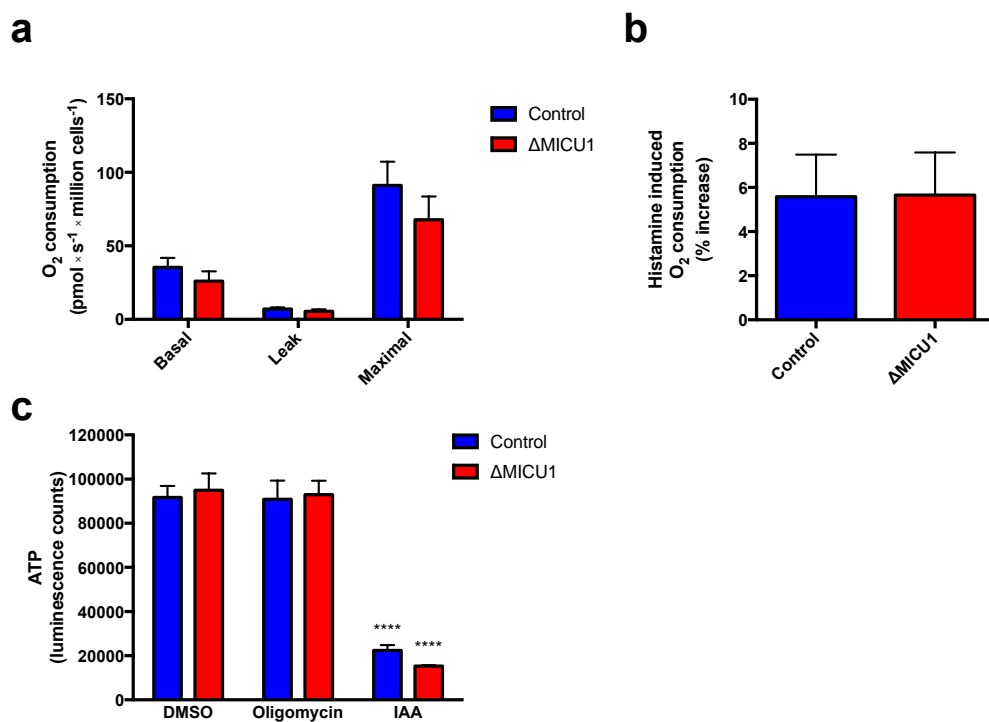 a
O2 consumption
(pmol × s-1 × million cells-1)
150
100
50
0
Basal
Leak
Maximal
Control
ΔMICU1
b
Histamine induced
O2 consumption
(% increase)
10
8
6
4
2
0
Control
ΔMICU1
c
ATP
(luminescence counts)
120000
100000
80000
60000
40000
20000
0
DMSO
Oligomycin
IAA
****
****
Control
ΔMICU1